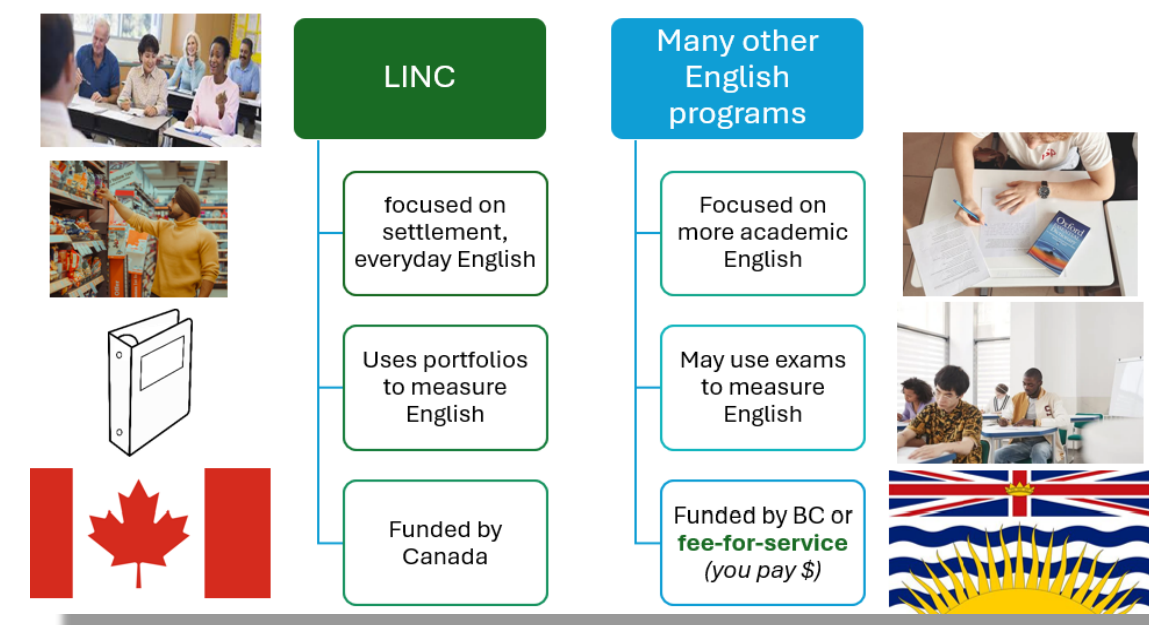 LINC
focused on
settlement,
everyday English
Uses portfolios
to measure
English
Funded by
Canada
Many other
English
programs
Focused on
more academic
English
May use exams
to measure
English
Funded by BC or
fee-for-service
(you pay $)
Oxford